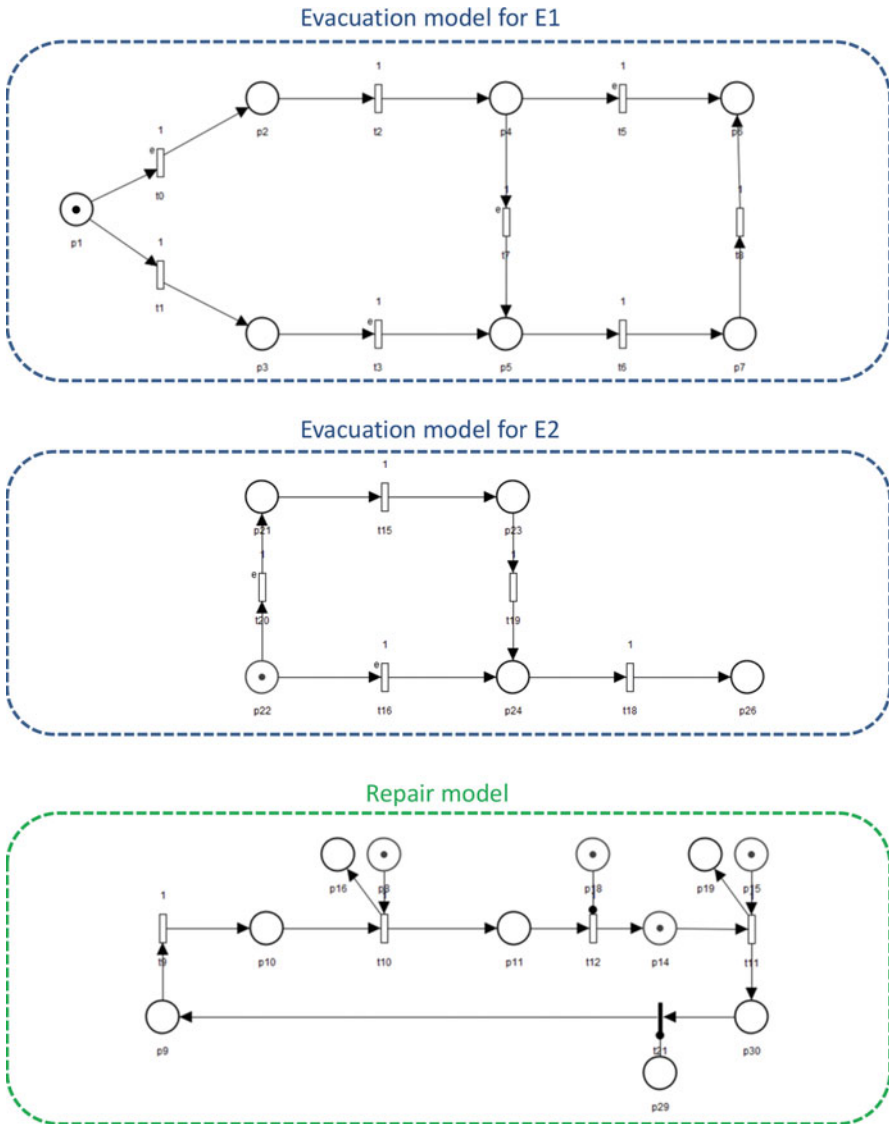 Evacuation model for E1
1 1
e
p2 t2 p4 t5 p6
1
e
t0
1
e
p1 t7 t8
1
t1
1 1
e
p3 t3 p5 t6 p7
Evacuation model for E2
1
p21 t15 p23
1 1
e
t20 t19
1 1
e
p22 t16 p24 t18 p26
Repair model
p16 p8 p18 p19 p15
1
t9 p10 t10 p11 t12 p14 t11
p9 t21 p30
p29